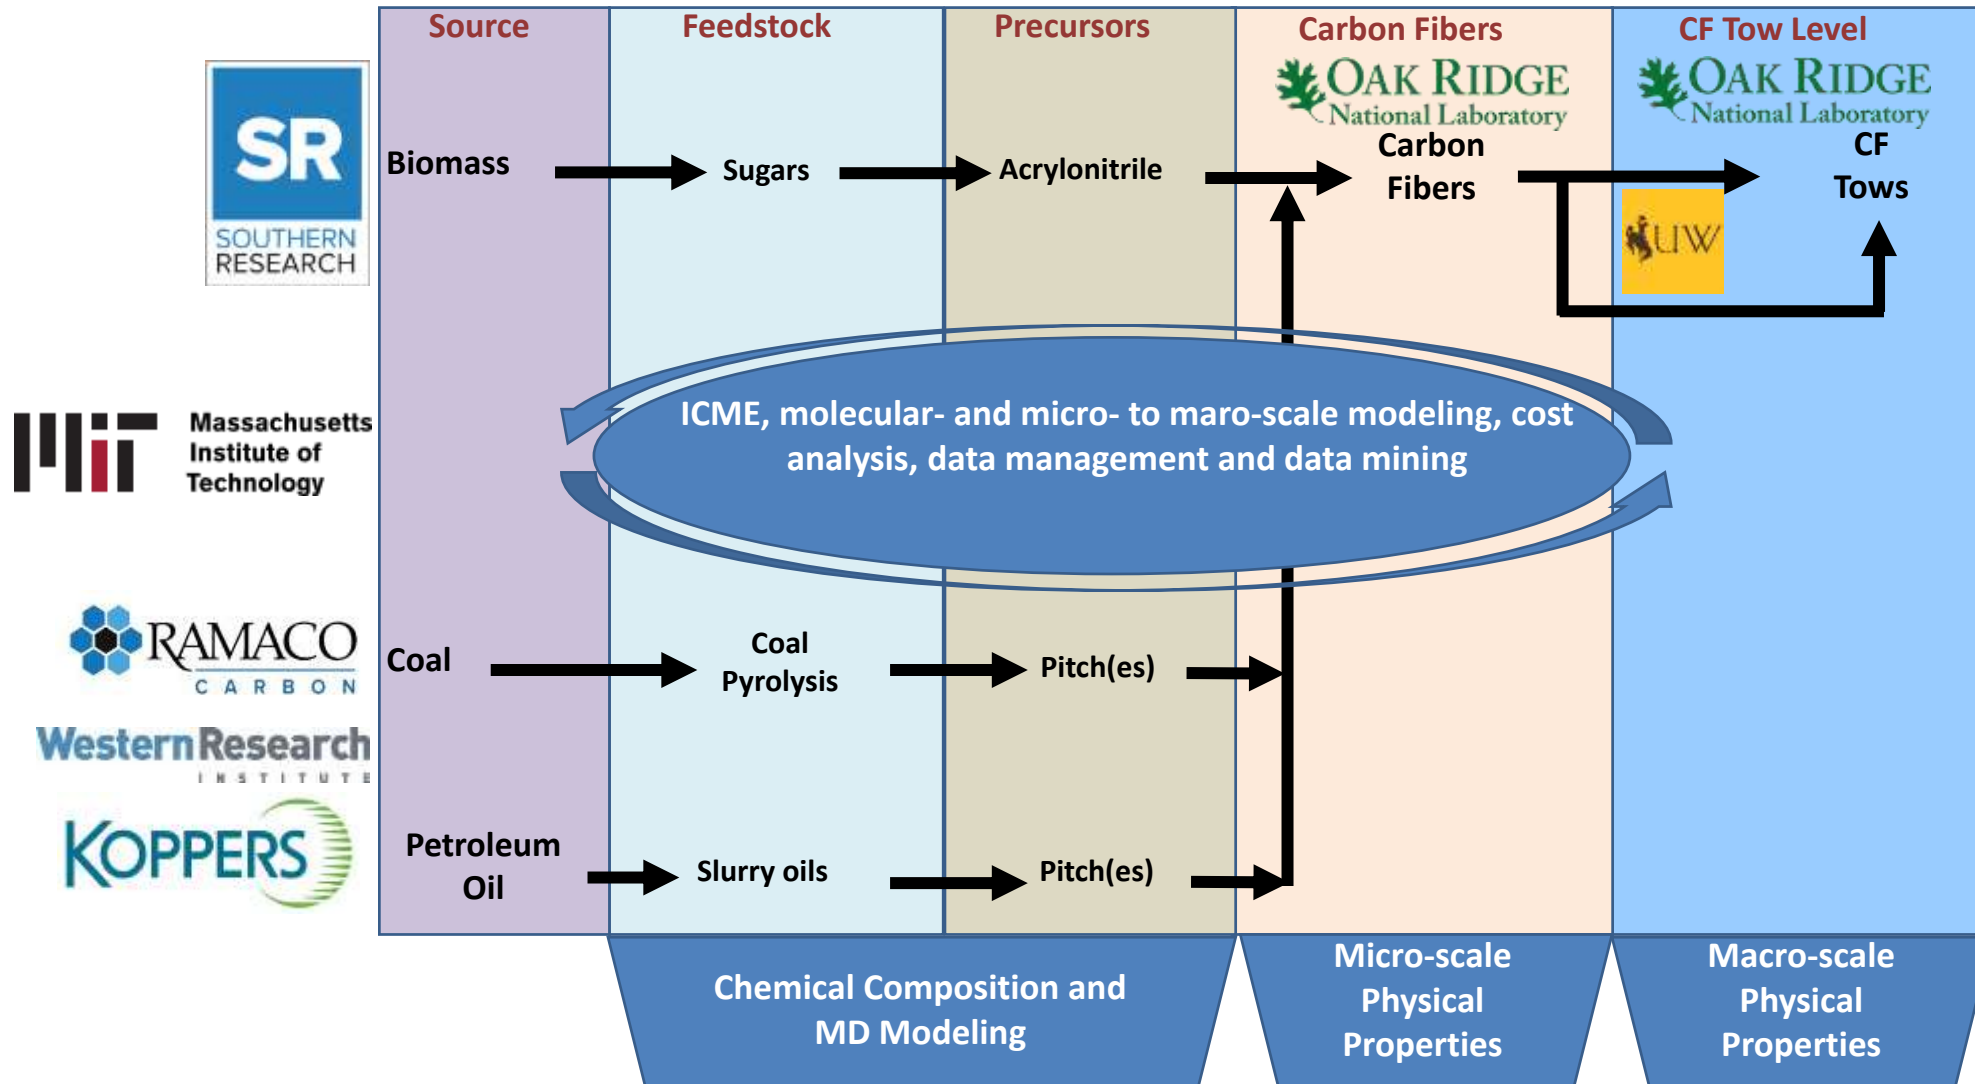 Source
Feedstock
Precursors
Carbon Fibers
CF Tow Level
OAK RIDGE
National Laboratory
OAK RIDGE
National Laboratory
SR
SOUTHERN
RESEARCH
Biomass
Sugars
Acrylonitrile
Carbon
Fibers
CF
Tows
UW
MiT
Massachusetts
Institute of
Technology
ICME, molecular- and micro- to maro-scale modeling, cost
analysis, data management and data mining
RAMACO
CARBON
Coal
Coal
Pyrolysis
Pitch(es)
Western Research
INSTITUTE
KOPPERS
Petroleum
Oil
Slurry oils
Pitch(es)
Chemical Composition and
MD Modeling
Micro-scale
Physical
Properties
Macro-scale
Physical
Properties